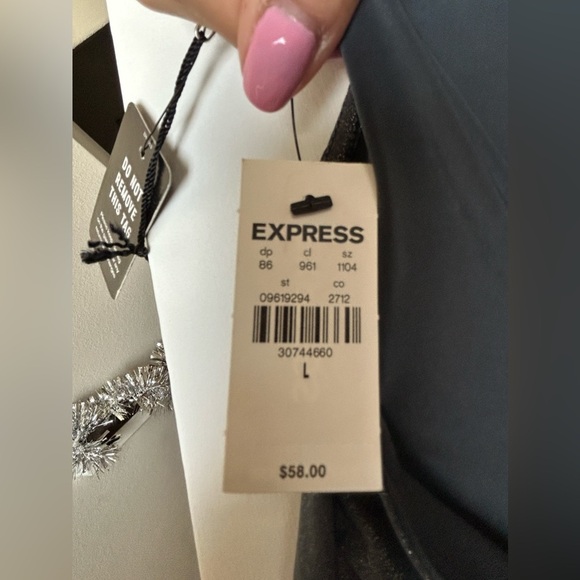 DO NOT
REMOVE
THIS TAG
EXPRESS
dp cl sz
86 961 1104
st co
09619294 2712
30744660
L
$58.00